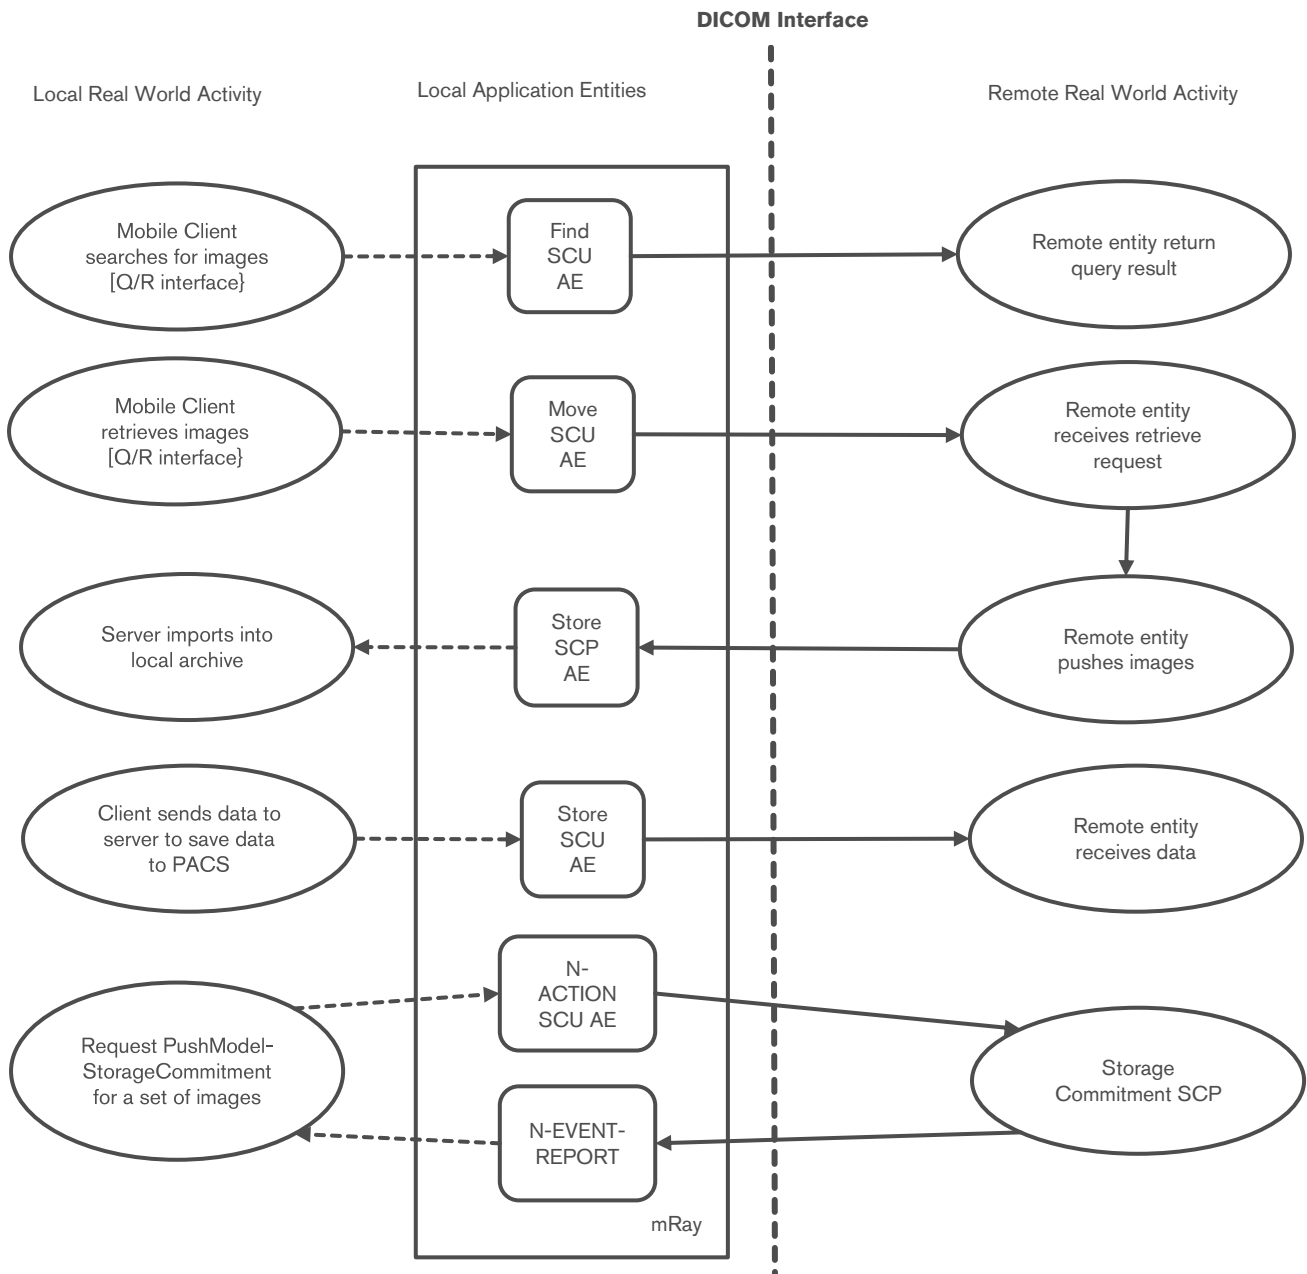 DICOM Interface
Local Real World Activity
Local Application Entities
Remote Real World Activity
Mobile Client
searches for images
[Q/R interface}
Find
SCU
AE
Remote entity return
query result
Mobile Client
retrieves images
[Q/R interface}
Move
SCU
AE
Remote entity
receives retrieve
request
Server imports into
local archive
Store
SCP
AE
Remote entity
pushes images
Client sends data to
server to save data
to PACS
Store
SCU
AE
Remote entity
receives data
Request PushModel-
StorageCommitment
for a set of images
N-
ACTION
SCU AE
Storage
Commitment SCP
N-EVENT-
REPORT
mRay